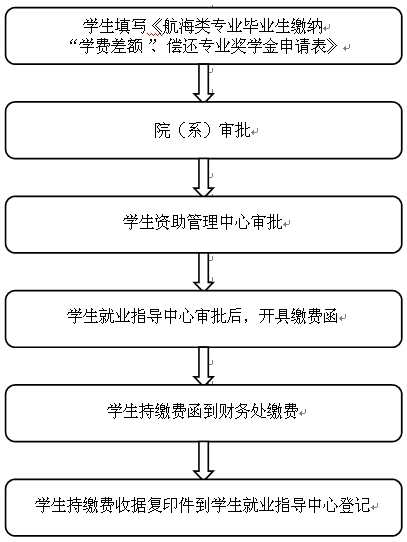 学生填写《航海类专业毕业生缴纳
“学费差额”、偿还专业奖学金申请表》
院（系）审批
学生资助管理中心审批
学生就业指导中心审批后，开具缴费函
学生持缴费函到财务处缴费
学生持缴费收据复印件到学生就业指导中心登记